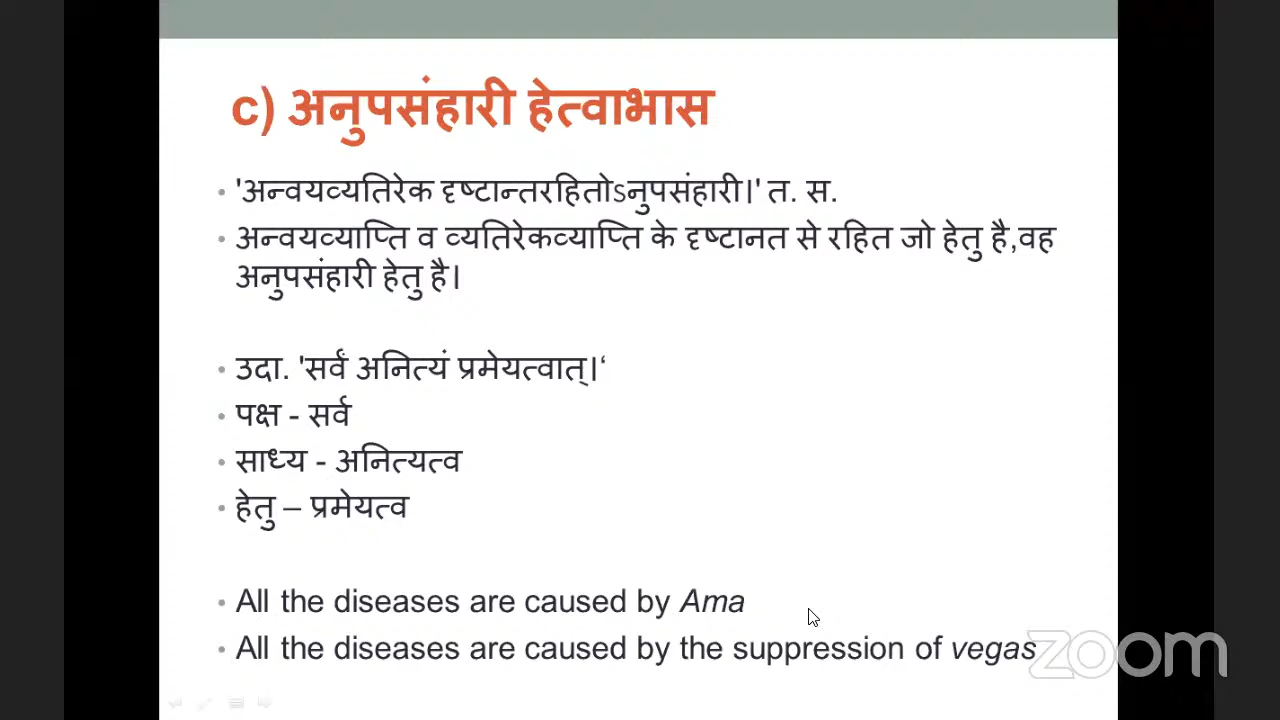 c) अनुपसंहारी हेत्वाभास
'अन्वयव्यतिरेक दृष्टान्तरहितोऽनुपसंहारी।' त. स.
अन्वयव्याप्ति व व्यतिरेकव्याप्ति के दृष्टानत से रहित जो हेतु है,वह
अनुपसंहारी हेतु है।
उदा. 'सर्वं अनित्यं प्रमेयत्वात्।‘
पक्ष - सर्व
साध्य - अनित्यत्व
हेतु – प्रमेयत्व
All the diseases are caused by Ama
All the diseases are caused by the suppression of vegas
zoom